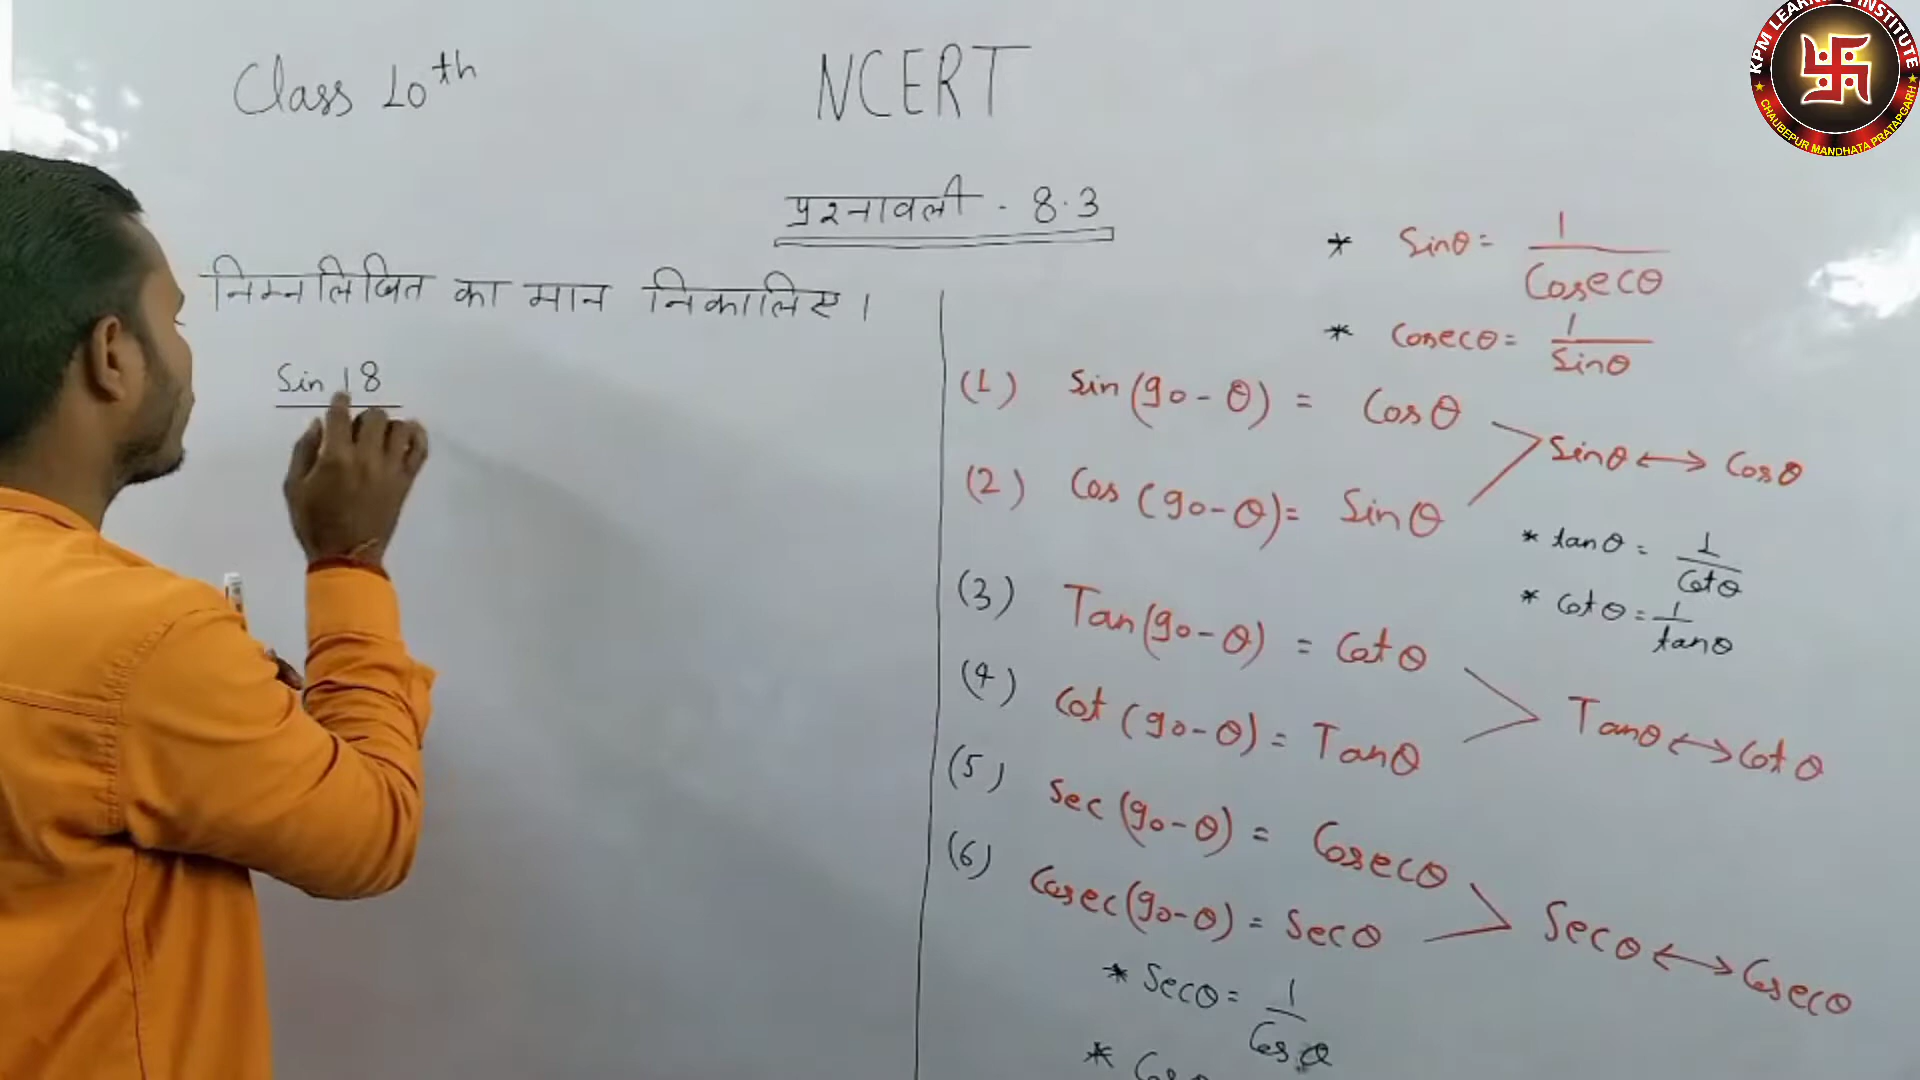 Class 10th
NCERT
प्रश्नावली - 8.3
निम्नलिखित का मान निकालिए।
Sin 18
* Sinθ = 1/Cosecθ
* Cosecθ = 1/Sinθ
(1) Sin(90-θ) = Cosθ
(2) Cos(90-θ) = Sinθ
Sinθ ↔ Cosθ
* tanθ = 1/Cotθ
* Cotθ = 1/tanθ
(3) Tan(90-θ) = Cotθ
(4) Cot(90-θ) = Tanθ
Tanθ ↔ Cotθ
(5) Sec(90-θ) = Cosecθ
(6) Cosec(90-θ) = Secθ
Secθ ↔ Cosecθ
* Secθ = 1/Cosθ
*
KPM LEARNING INSTITUTE
CHAUBEPUR MANDHATA PRATAPGARH